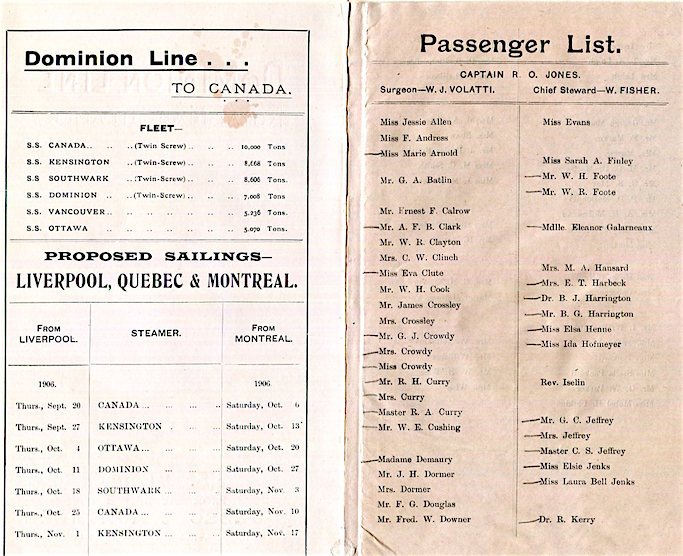 Dominion Line . . .
TO CANADA.
. . .
FLEET—
S.S. CANADA .. .. .. (Twin Screw) .. .. .. 10,000 Tons
S.S. KENSINGTON .. (Twin-Screw) .. .. .. 8,668 Tons
S.S. SOUTHWARK .. (Twin-Screw) .. .. .. 8,606 Tons
S.S. DOMINION .. .. (Twin-Screw) .. .. .. 7,008 Tons
S.S. VANCOUVER .. .. .. .. .. .. .. 5,236 Tons.
S.S. OTTAWA .. .. .. .. .. .. .. 5,070 Tons.
PROPOSED SAILINGS—
LIVERPOOL, QUEBEC & MONTREAL.
FROM LIVERPOOL. STEAMER. FROM MONTREAL.
1906. 1906
Thurs., Sept. 20 CANADA ... ... ... .. Saturday, Oct. 6
Thurs., Sept. 27 KENSINGTON . ... .. Saturday, Oct. 13
Thurs., Oct. 4 OTTAWA ... ... ... .. Saturday, Oct. 20
Thurs., Oct. 11 DOMINION ... ... .. Saturday, Oct. 27
Thurs., Oct. 18 SOUTHWARK ... ... .. Saturday, Nov. 3
Thurs., Oct. 25 CANADA ... ... ... .. Saturday, Nov. 10
Thurs., Nov. 1 KENSINGTON ... ... .. Saturday, Nov. 17
Passenger List.
CAPTAIN R. O. JONES.
Surgeon—W. J. VOLATTI. Chief Steward—W. FISHER.
Miss Jessie Allen
Miss F. Andress
Miss Marie Arnold
Mr. G. A. Batlin
Mr. Ernest F. Calrow
Mr. A. F. B. Clark
Mr. W. R. Clayton
Mrs. C. W. Clinch
Miss Eva Clute
Mr. W. H. Cook
Mr. James Crossley
Mrs. Crossley
Mr. G. J. Crowdy
Mrs. Crowdy
Miss Crowdy
Mr. R. H. Curry
Mrs. Curry
Master R. A. Curry
Mr. W. E. Cushing
Madame Demaury
Mr. J. H. Dormer
Mrs. Dormer
Mr. F. G. Douglas
Mr. Fred. W. Downer
Miss Evans
Miss Sarah A. Finley
Mr. W. H. Foote
Mr. W. R. Foote
Mdlle. Eleanor Galarneaux
Mrs. M. A. Hansard
Mrs. E. T. Harbeck
Dr. B. J. Harrington
Mr. B. G. Harrington
Miss Elsa Henne
Miss Ida Hofmeyer
Rev. Iselin
Mr. G. C. Jeffrey
Mrs. Jeffrey
Master C. S. Jeffrey
Miss Elsie Jenks
Miss Laura Bell Jenks
Dr. R. Kerry